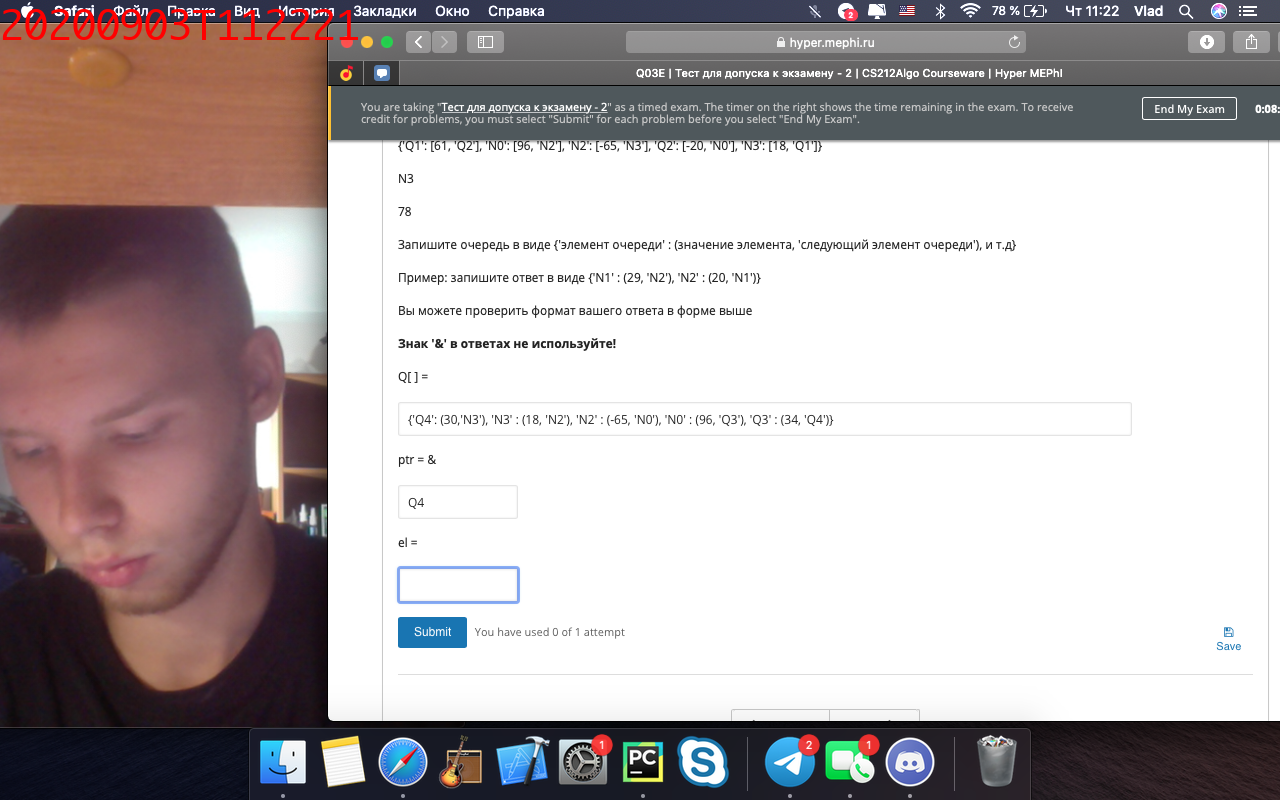 20200903T112221
Safari Файл Правка Вид История Закладки Окно Справка
2
78 %
Чт 11:22 Vlad
hyper.mephi.ru
Q03E | Тест для допуска к экзамену - 2 | CS212Algo Courseware | Hyper MEPhI
You are taking "Тест для допуска к экзамену - 2" as a timed exam. The timer on the right shows the time remaining in the exam. To receive
credit for problems, you must select "Submit" for each problem before you select "End My Exam".
End My Exam
0:08:
{'Q1': [61, 'Q2'], 'N0': [96, 'N2'], 'N2': [-65, 'N3'], 'Q2': [-20, 'N0'], 'N3': [18, 'Q1']}
N3
78
Запишите очередь в виде {'элемент очереди' : (значение элемента, 'следующий элемент очереди'), и т.д}
Пример: запишите ответ в виде {'N1' : (29, 'N2'), 'N2' : (20, 'N1')}
Вы можете проверить формат вашего ответа в форме выше
Знак '&' в ответах не используйте!
Q[ ] =
{'Q4': (30,'N3'), 'N3' : (18, 'N2'), 'N2' : (-65, 'N0'), 'N0' : (96, 'Q3'), 'Q3' : (34, 'Q4')}
ptr = &
Q4
el =
Submit
You have used 0 of 1 attempt
Save
1
PC
2
1